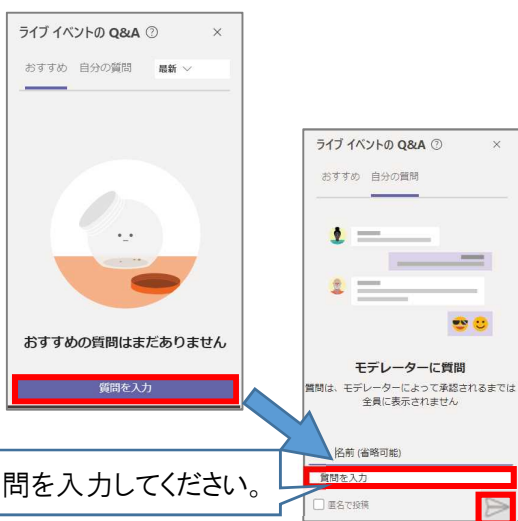 ライブ イベントの Q&A
おすすめ 自分の質問 最新
おすすめの質問はまだありません
質問を入力
ライブ イベントの Q&A
おすすめ 自分の質問
モデレーターに質問
質問は、モデレーターによって承認されるまでは
全員に表示されません
名前 (省略可能)
質問を入力
匿名で投稿
問を入力してください。